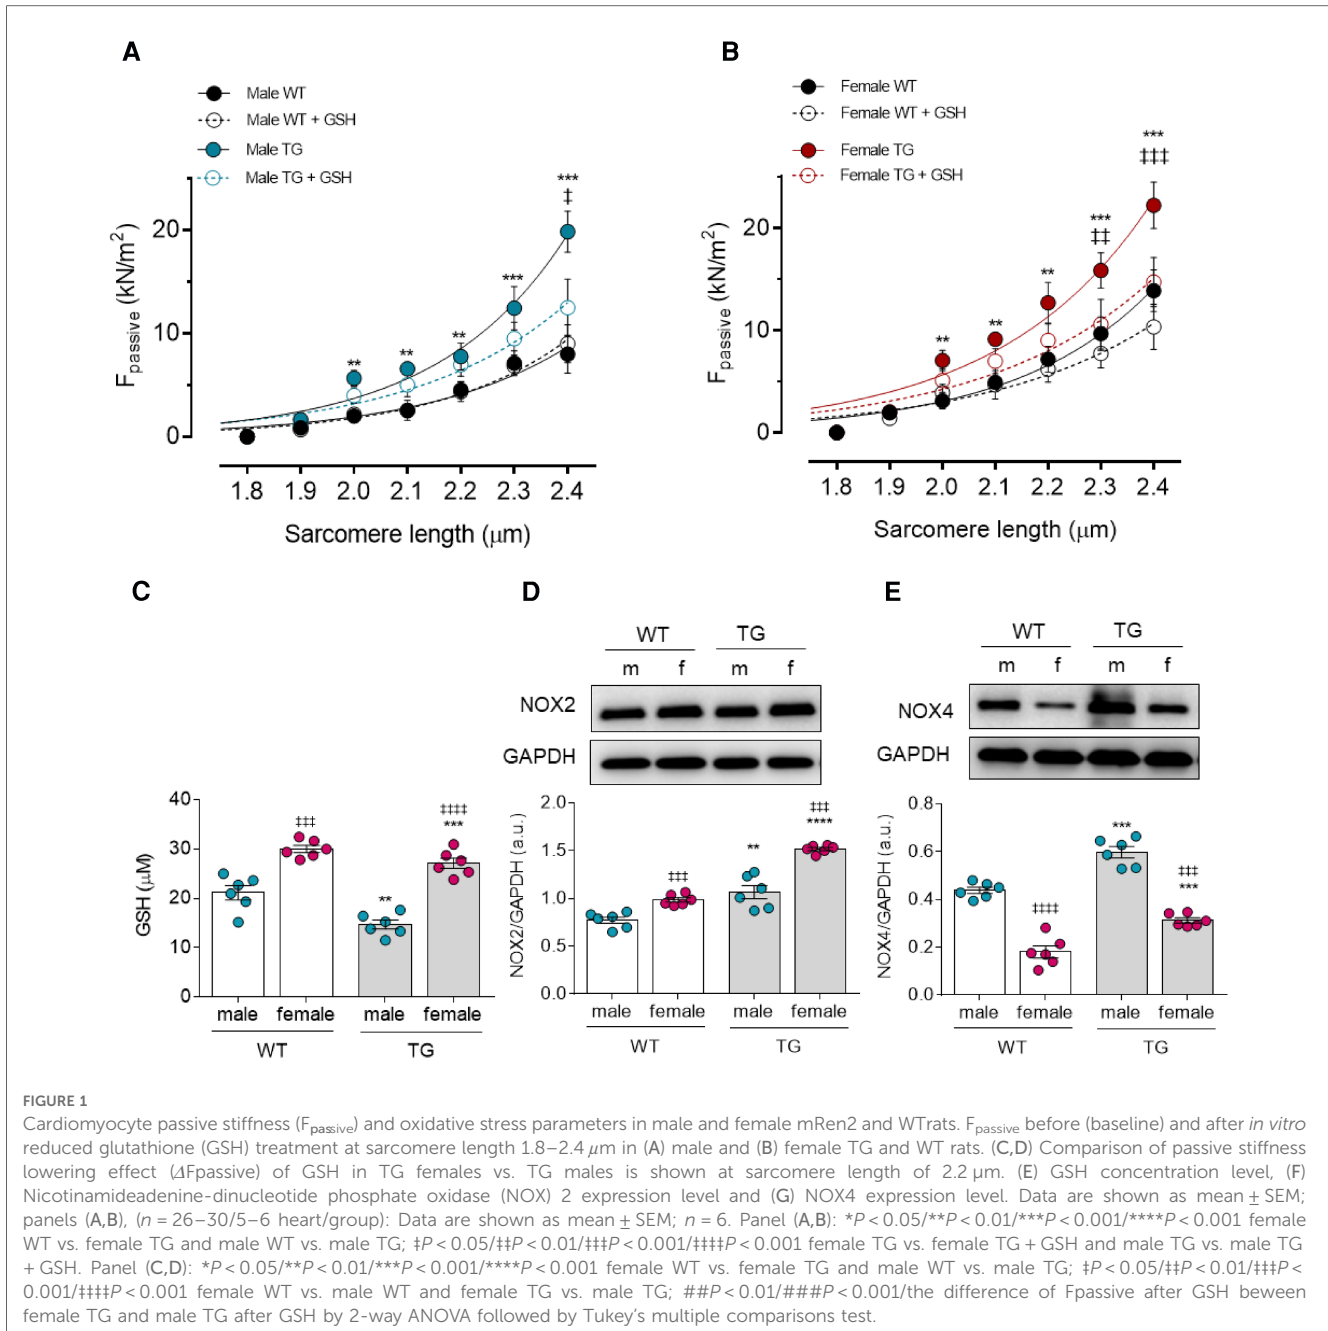 A
Male WT
Male WT + GSH
Male TG
Male TG + GSH
***
‡
***
**
**
**
20
10
0
Fpassive (kN/m2)
1.8 1.9 2.0 2.1 2.2 2.3 2.4
Sarcomere length (μm)
B
Female WT
Female WT + GSH
Female TG
Female TG + GSH
***
‡‡‡
***
‡‡
**
**
**
20
10
0
Fpassive (kN/m2)
1.8 1.9 2.0 2.1 2.2 2.3 2.4
Sarcomere length (μm)
C
40
30
20
10
0
GSH (μM)
‡‡‡
**
‡‡‡‡
***
male female male female
WT TG
D
WT TG
m f m f
NOX2
GAPDH
2.0
1.5
1.0
0.5
0.0
NOX2/GAPDH (a.u.)
‡‡‡
**
‡‡‡
****
male female male female
WT TG
E
WT TG
m f m f
NOX4
GAPDH
0.8
0.6
0.4
0.2
0.0
NOX4/GAPDH (a.u.)
‡‡‡‡
***
‡‡‡
***
male female male female
WT TG
FIGURE 1
Cardiomyocyte passive stiffness (Fpassive) and oxidative stress parameters in male and female mRen2 and WTrats. Fpassive before (baseline) and after in vitro
reduced glutathione (GSH) treatment at sarcomere length 1.8–2.4 μm in (A) male and (B) female TG and WT rats. (C,D) Comparison of passive stiffness
lowering effect (ΔFpassive) of GSH in TG females vs. TG males is shown at sarcomere length of 2.2 μm. (E) GSH concentration level, (F)
Nicotinamideadenine-dinucleotide phosphate oxidase (NOX) 2 expression level and (G) NOX4 expression level. Data are shown as mean ± SEM;
panels (A,B), (n = 26–30/5–6 heart/group): Data are shown as mean ± SEM; n = 6. Panel (A,B): *P < 0.05/**P < 0.01/***P < 0.001/****P < 0.001 female
WT vs. female TG and male WT vs. male TG; ‡P < 0.05/‡‡P < 0.01/‡‡‡P < 0.001/‡‡‡‡P < 0.001 female TG vs. female TG + GSH and male TG vs. male TG
+ GSH. Panel (C,D): *P < 0.05/**P < 0.01/***P < 0.001/****P < 0.001 female WT vs. female TG and male WT vs. male TG; ‡P < 0.05/‡‡P < 0.01/‡‡‡P <
0.001/‡‡‡‡P < 0.001 female WT vs. male WT and female TG vs. male TG; ##P < 0.01/###P < 0.001/the difference of Fpassive after GSH beween
female TG and male TG after GSH by 2-way ANOVA followed by Tukey's multiple comparisons test.